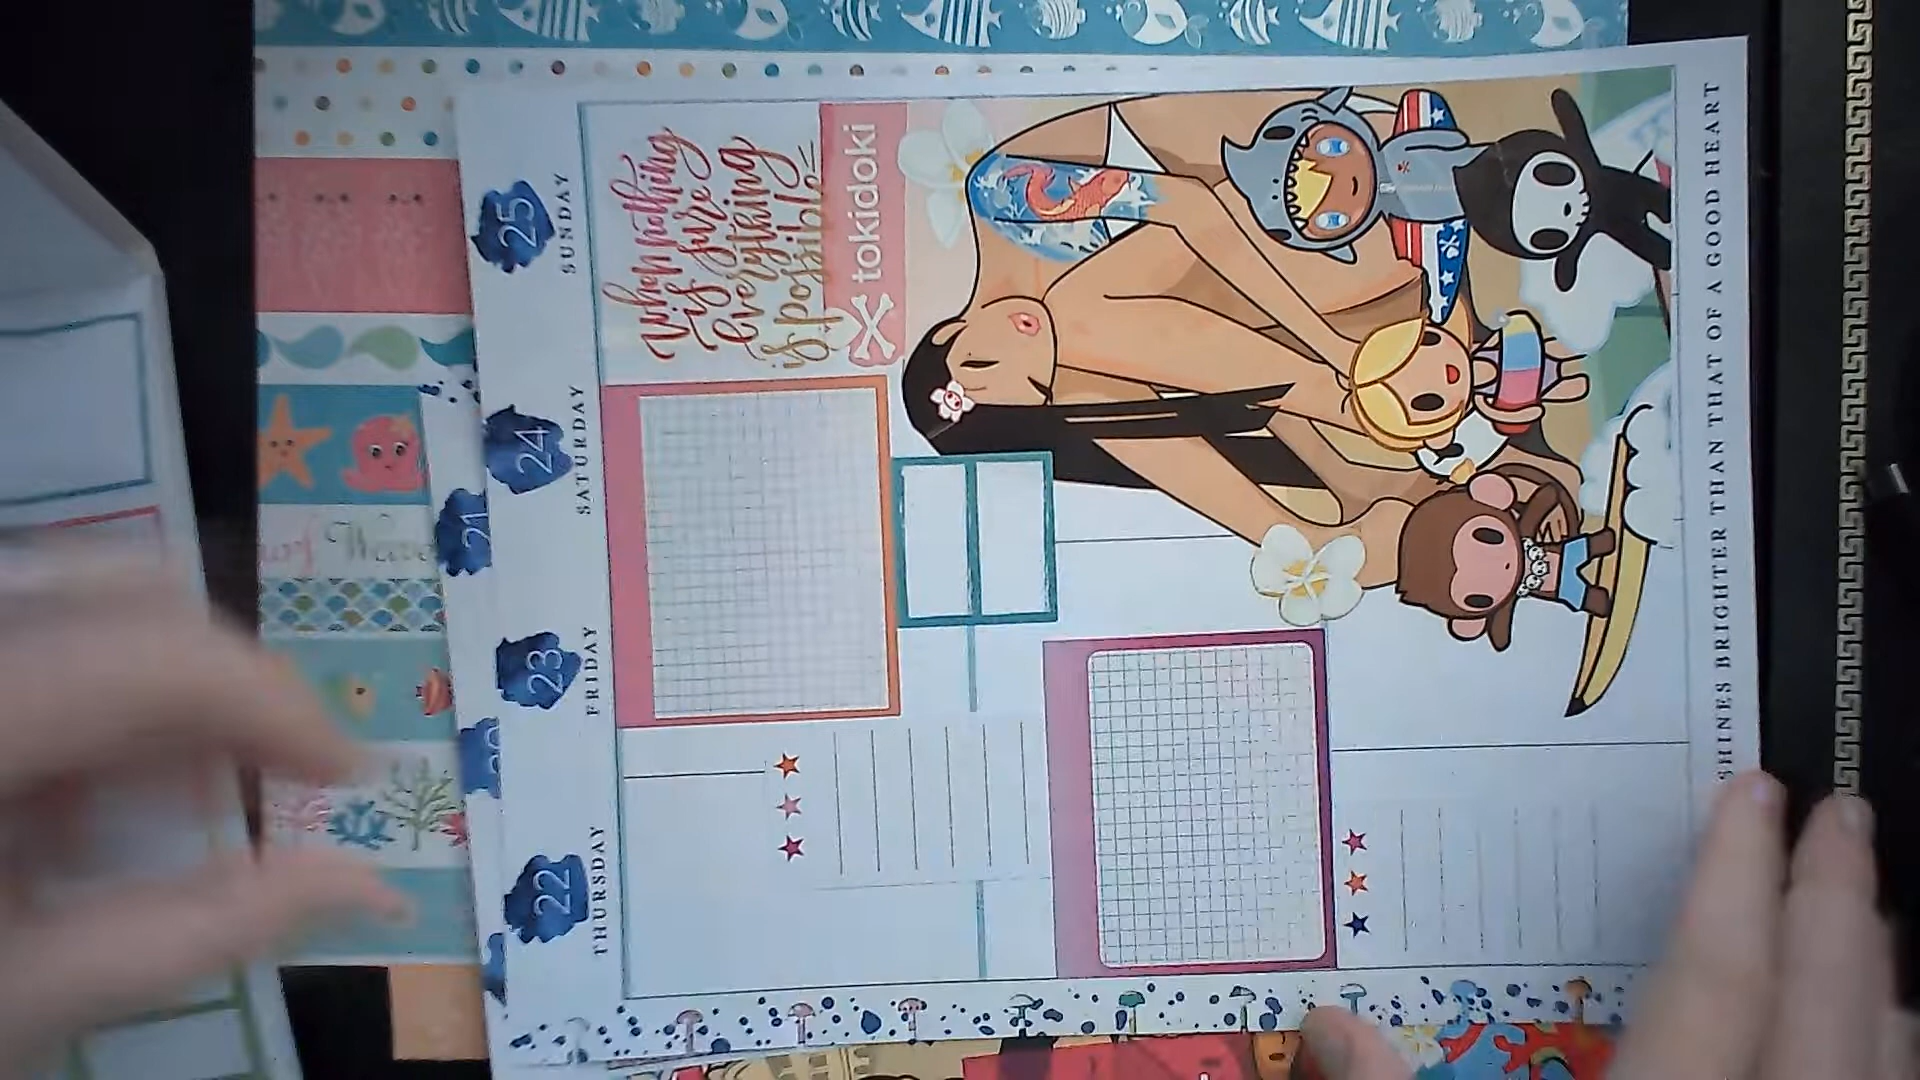 22
THURSDAY
23
FRIDAY
24
SATURDAY
25
SUNDAY
21
When nothing
is sure
everything
is possible
tokidoki
SHINES BRIGHTER THAN THAT OF A GOOD HEART